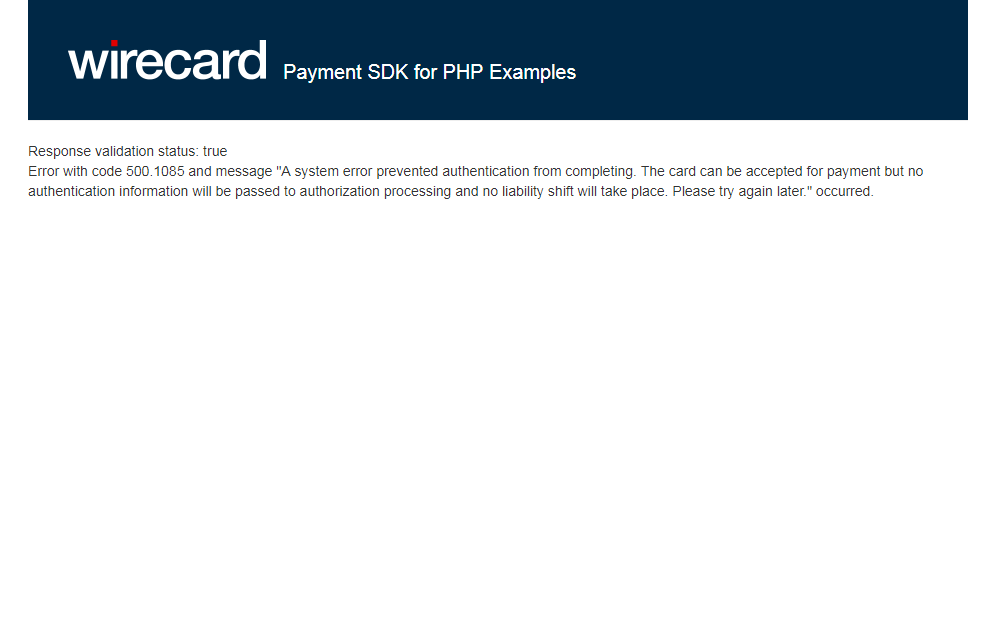 wirecard Payment SDK for PHP Examples
Response validation status: true
Error with code 500.1085 and message "A system error prevented authentication from completing. The card can be accepted for payment but no
authentication information will be passed to authorization processing and no liability shift will take place. Please try again later." occurred.